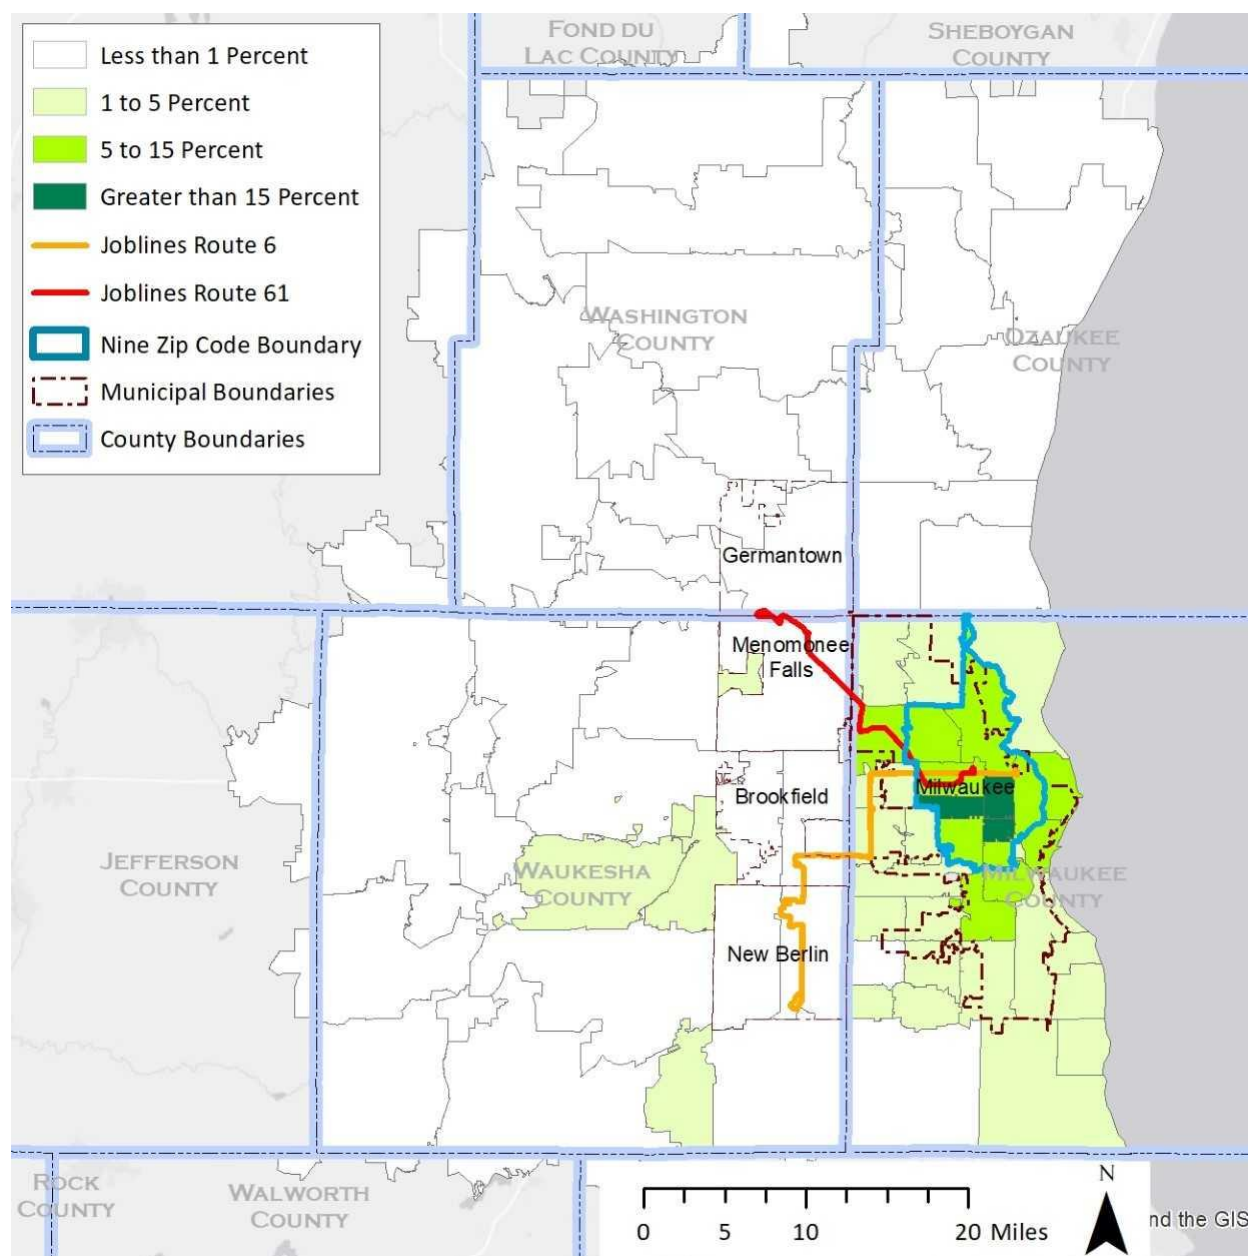 Less than 1 Percent
1 to 5 Percent
5 to 15 Percent
Greater than 15 Percent
Joblines Route 6
Joblines Route 61
Nine Zip Code Boundary
Municipal Boundaries
County Boundaries
FOND DU
LAC COUNTY
SHEBOYGAN
COUNTY
WASHINGTON
COUNTY
OZAUKEE
COUNTY
Germantown
Menomonee
Falls
Brookfield
Milwaukee
JEFFERSON
COUNTY
WAUKESHA
COUNTY
MILWAUKEE
COUNTY
New Berlin
ROCK
COUNTY
WALWORTH
COUNTY
0 5 10 20 Miles
N
nd the GIS